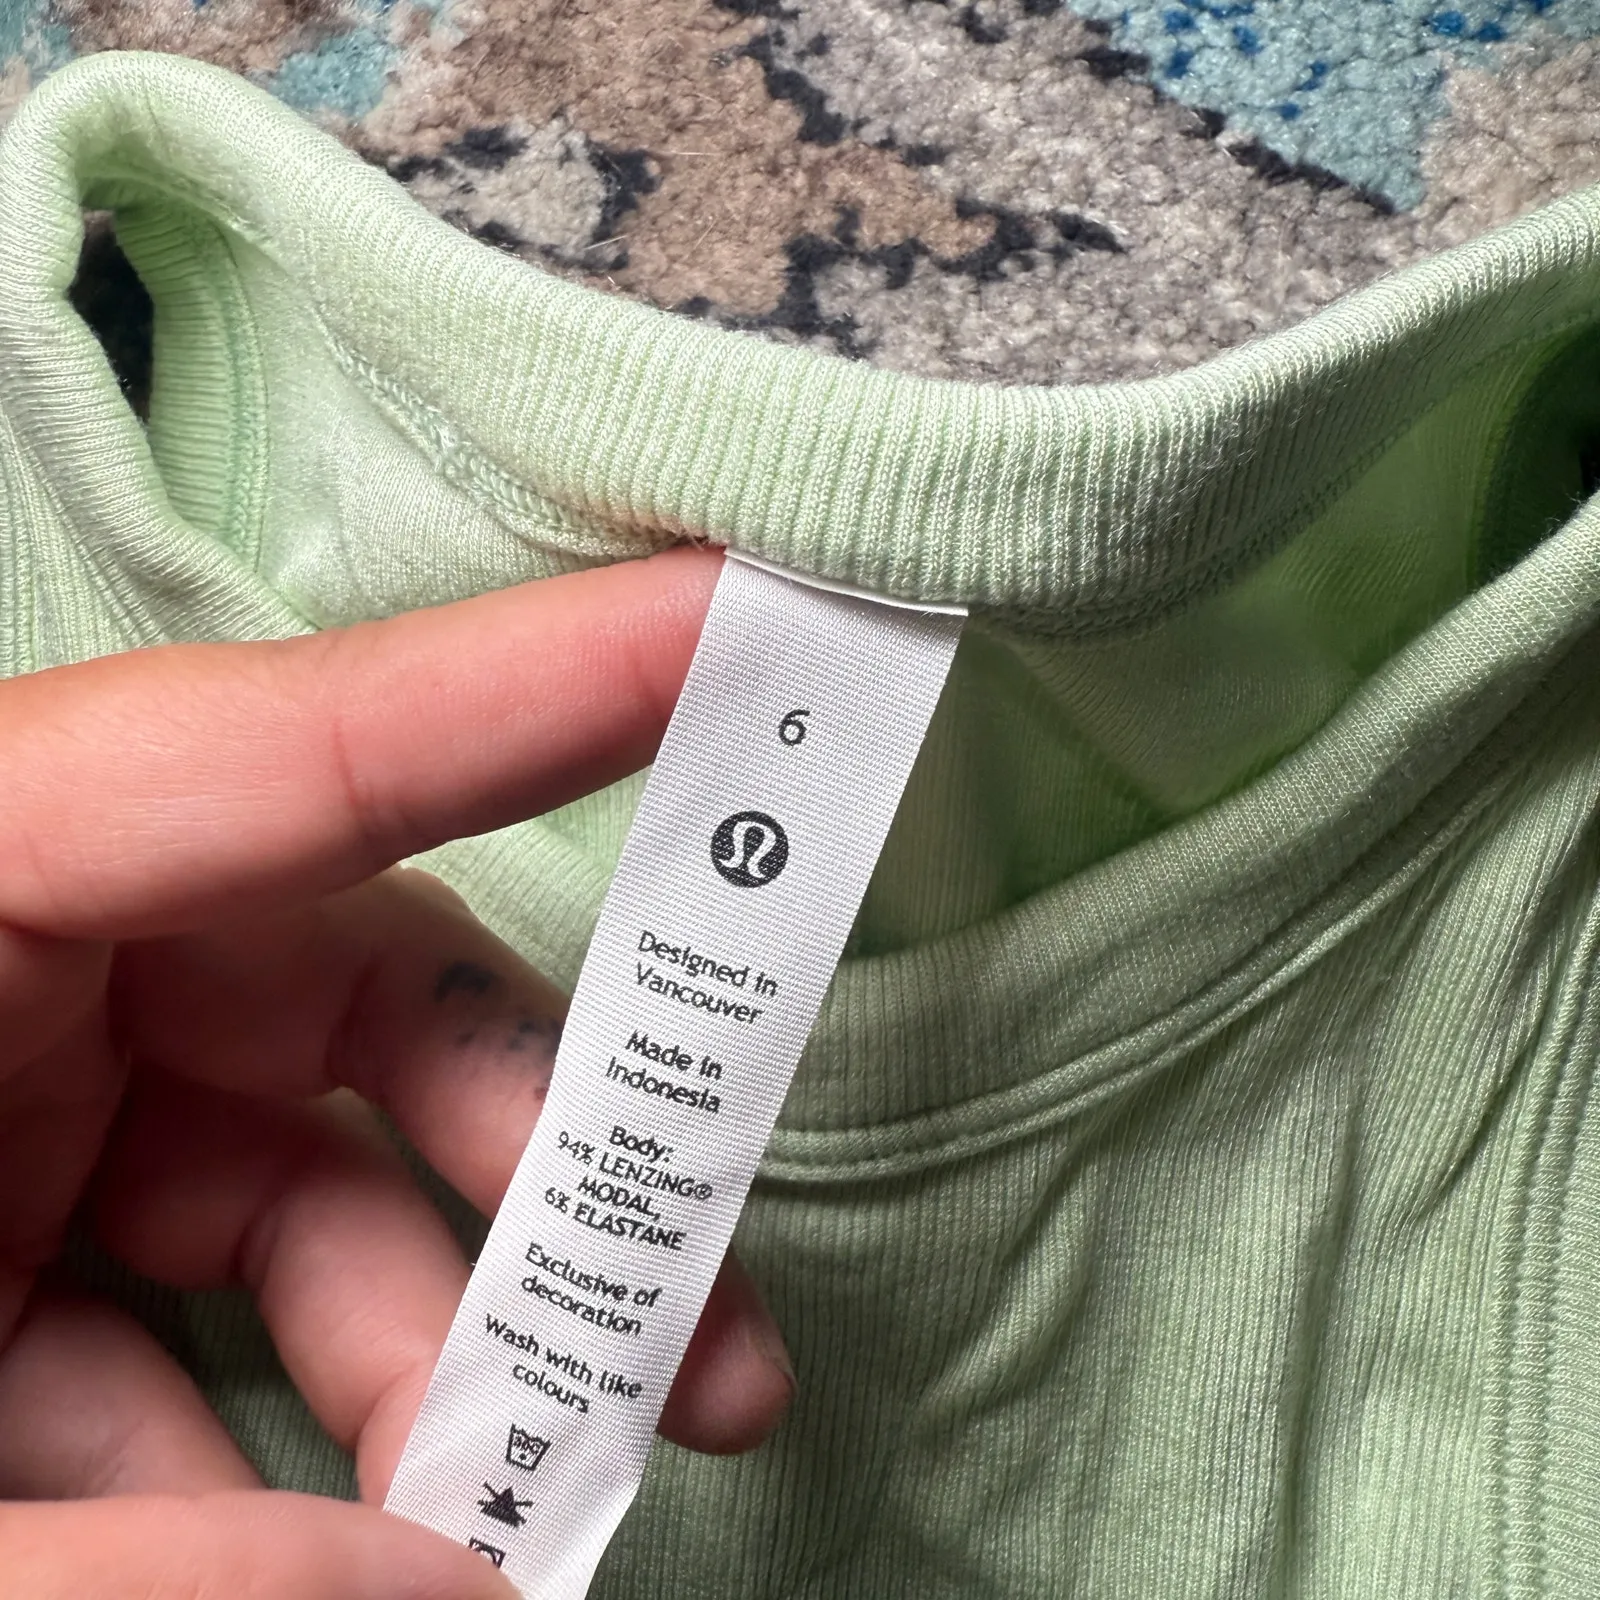 6
Designed in
Vancouver
Made in
Indonesia
Body:
94% LENZING®
MODAL,
6% ELASTANE
Exclusive of
decoration
Wash with like
colours
30°